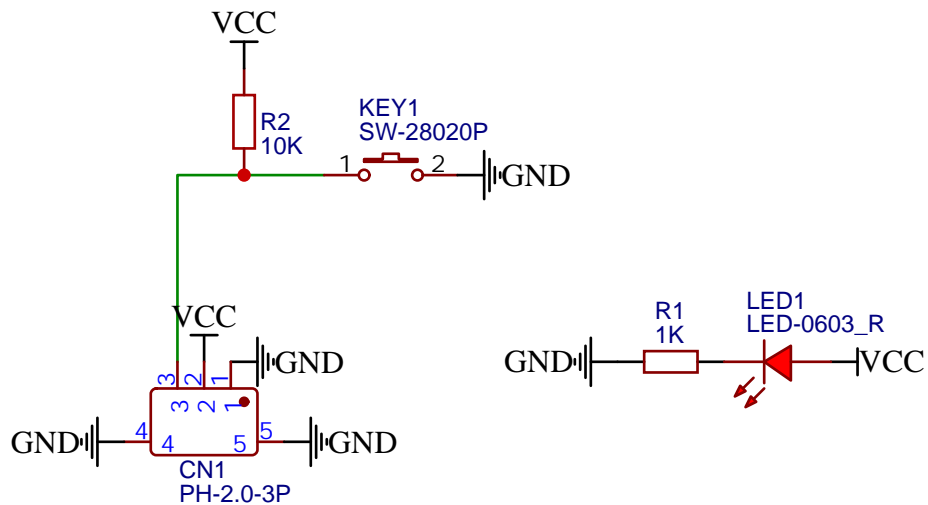 VCC
R2
10K
KEY1
SW-28020P
1
2
GND
VCC
3
2
1
GND
3
2
1
GND
4
4
5
5
GND
CN1
PH-2.0-3P
LED1
LED-0603_R
R1
1K
GND
VCC